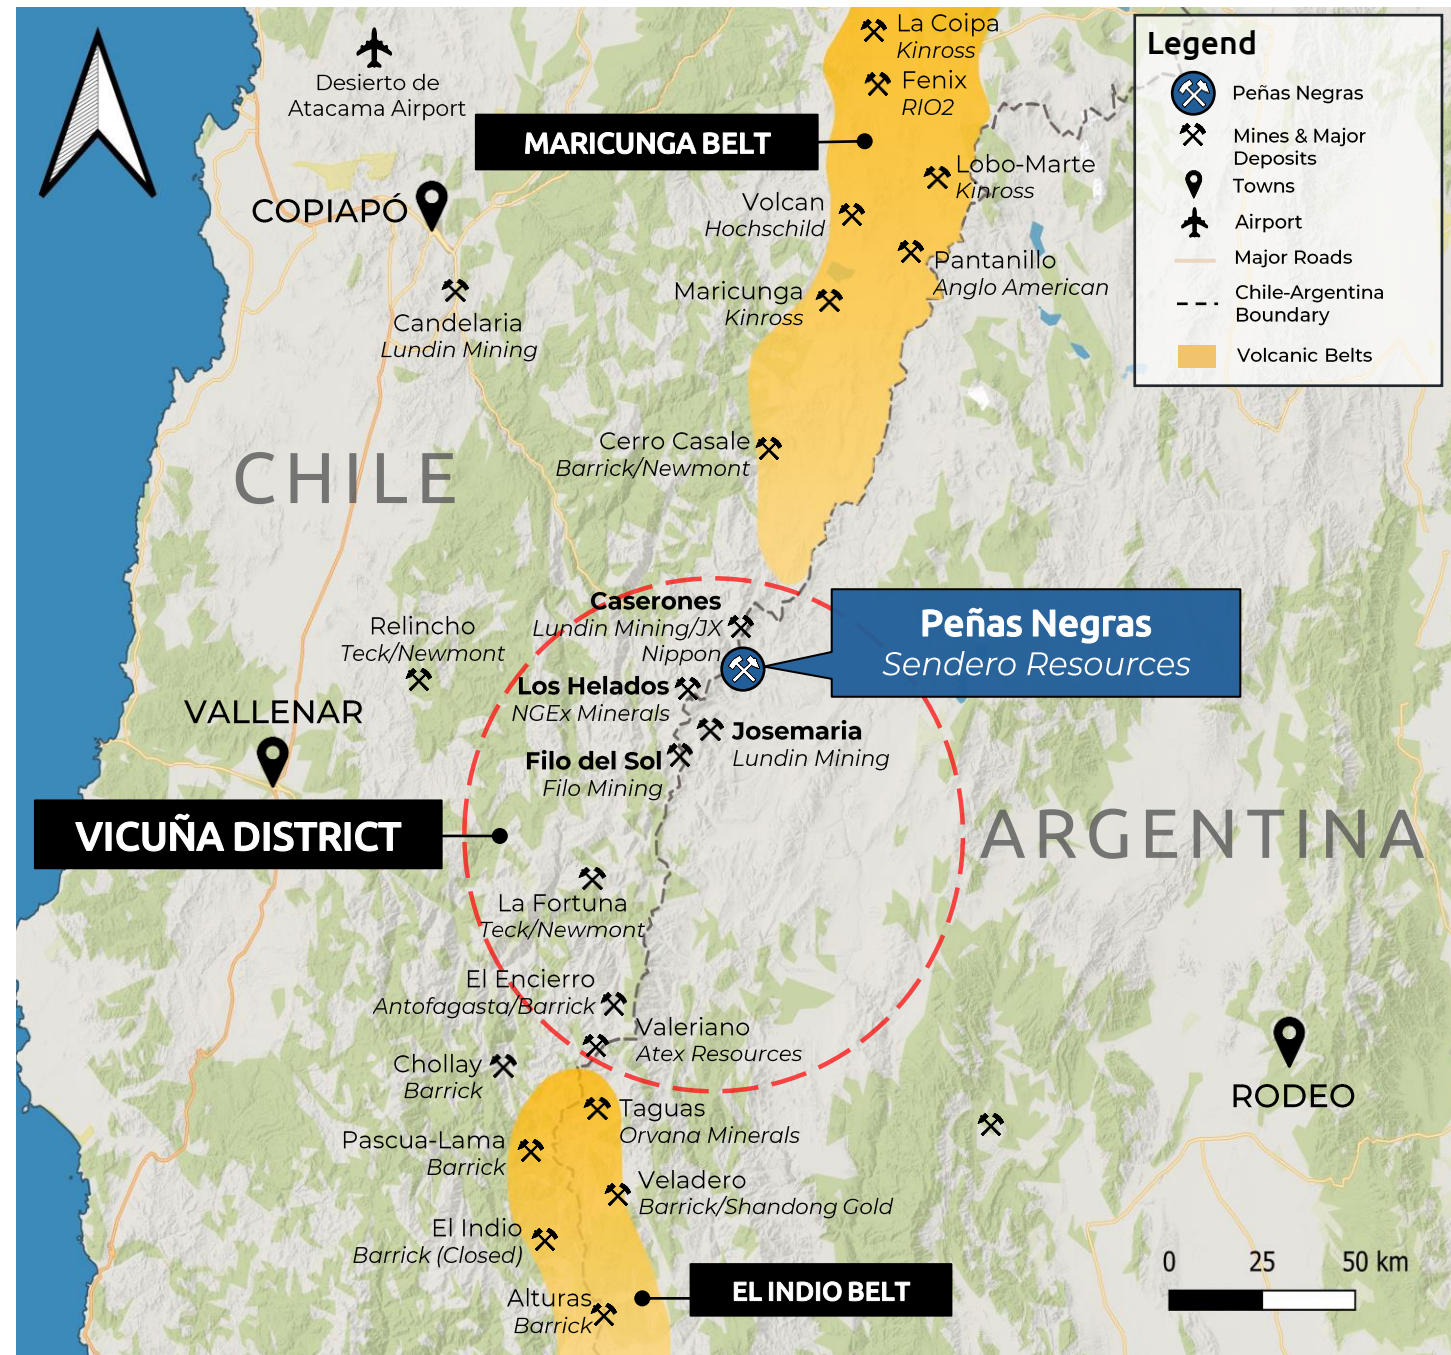 La Coipa
Kinross
Fenix
RIO2
Desierto de
Atacama Airport
MARICUNGA BELT
Lobo-Marte
Kinross
COPIAPÓ
Volcan
Hochschild
Pantanillo
Anglo American
Maricunga
Kinross
Candelaria
Lundin Mining
Legend
Peñas Negras
Mines & Major
Deposits
Towns
Airport
Major Roads
Chile-Argentina
Boundary
Volcanic Belts
CHILE
Cerro Casale
Barrick/Newmont
Caserones
Lundin Mining/JX
Nippon
Peñas Negras
Sendero Resources
Relincho
Teck/Newmont
Los Helados
NGEx Minerals
VALLENAR
Josemaria
Lundin Mining
Filo del Sol
Filo Mining
VICUÑA DISTRICT
ARGENTINA
La Fortuna
Teck/Newmont
El Encierro
Antofagasta/Barrick
Valeriano
Atex Resources
Chollay
Barrick
RODEO
Taguas
Orvana Minerals
Pascua-Lama
Barrick
Veladero
Barrick/Shandong Gold
El Indio
Barrick (Closed)
EL INDIO BELT
Alturas
Barrick
0 25 50 km